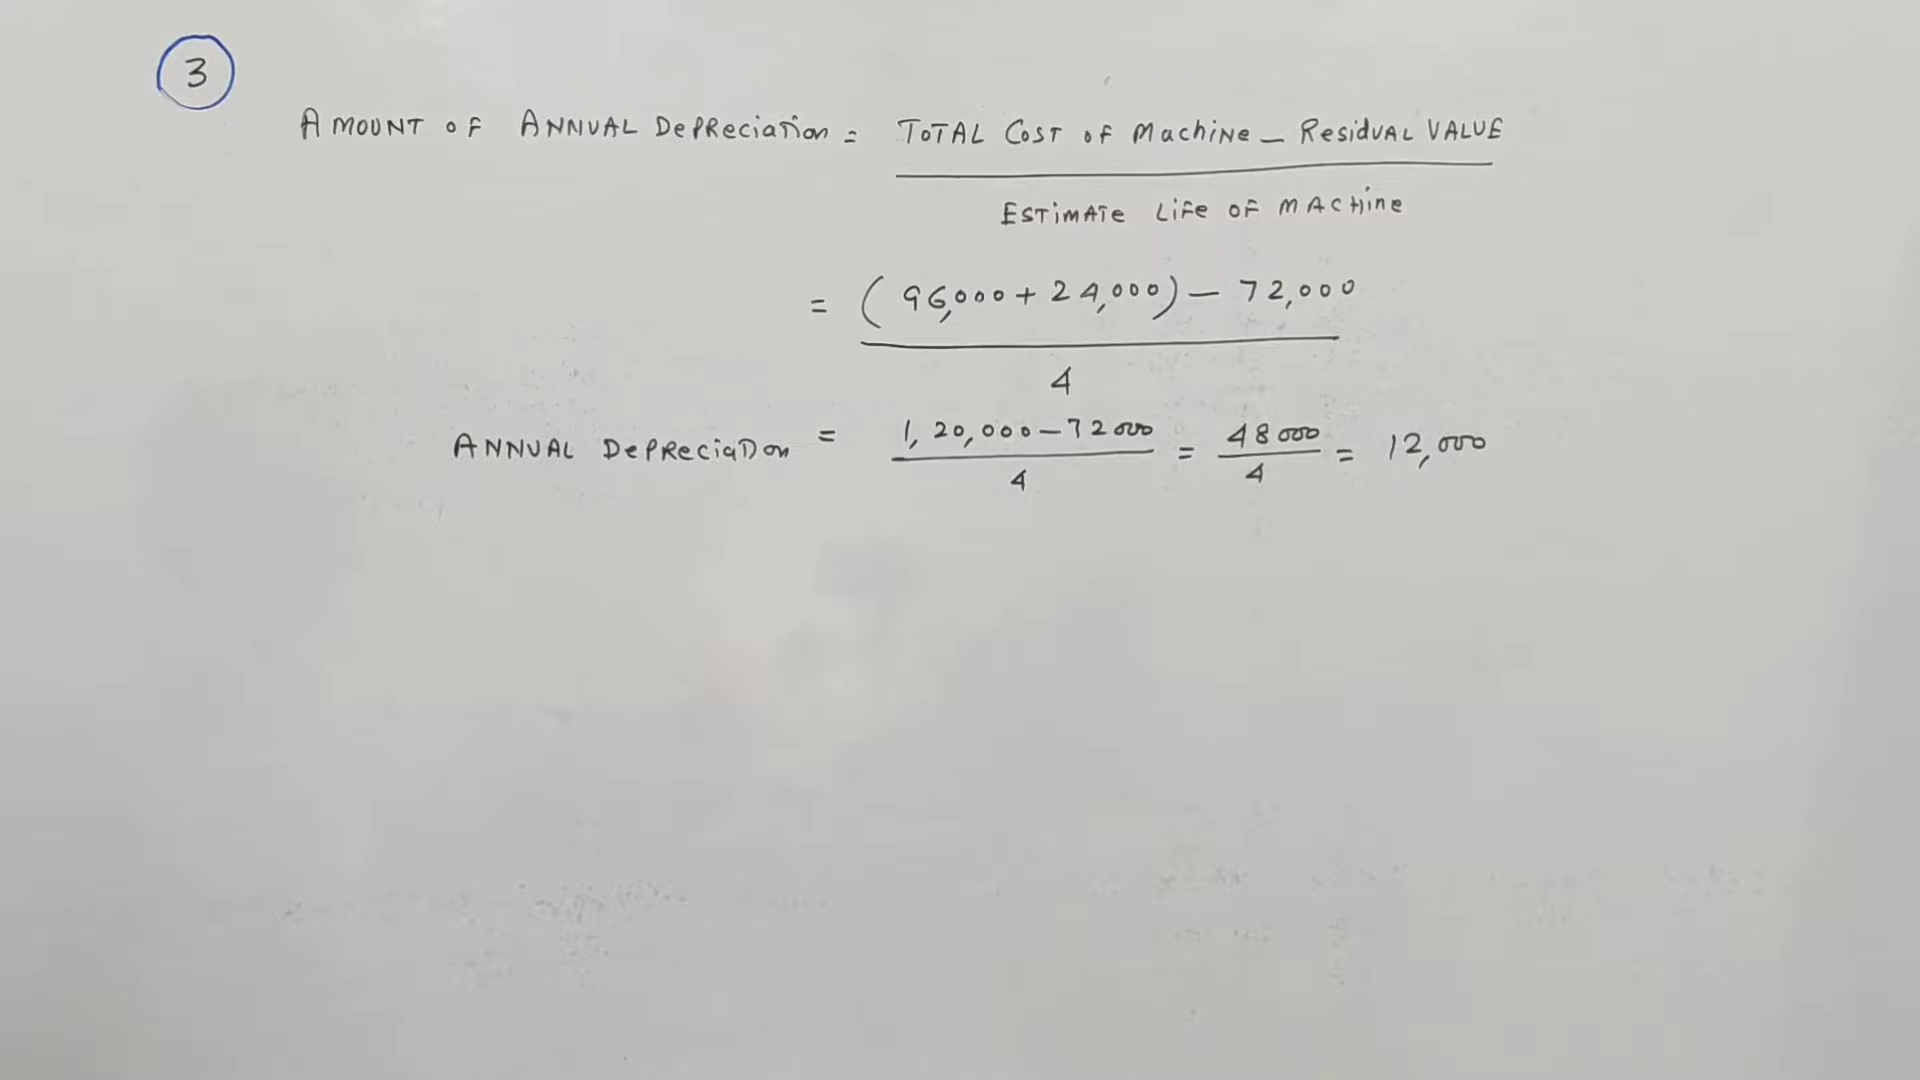 3
AMOUNT OF ANNUAL DePReciation = TOTAL COST OF MachiNe - ResidUAL VALUE
ESTiMATe LiFe OF MACHine
= (96,000 + 24,000) - 72,000
4
ANNUAL DePReciation = 1,20,000 - 72000 = 48000 = 12,000
4 4